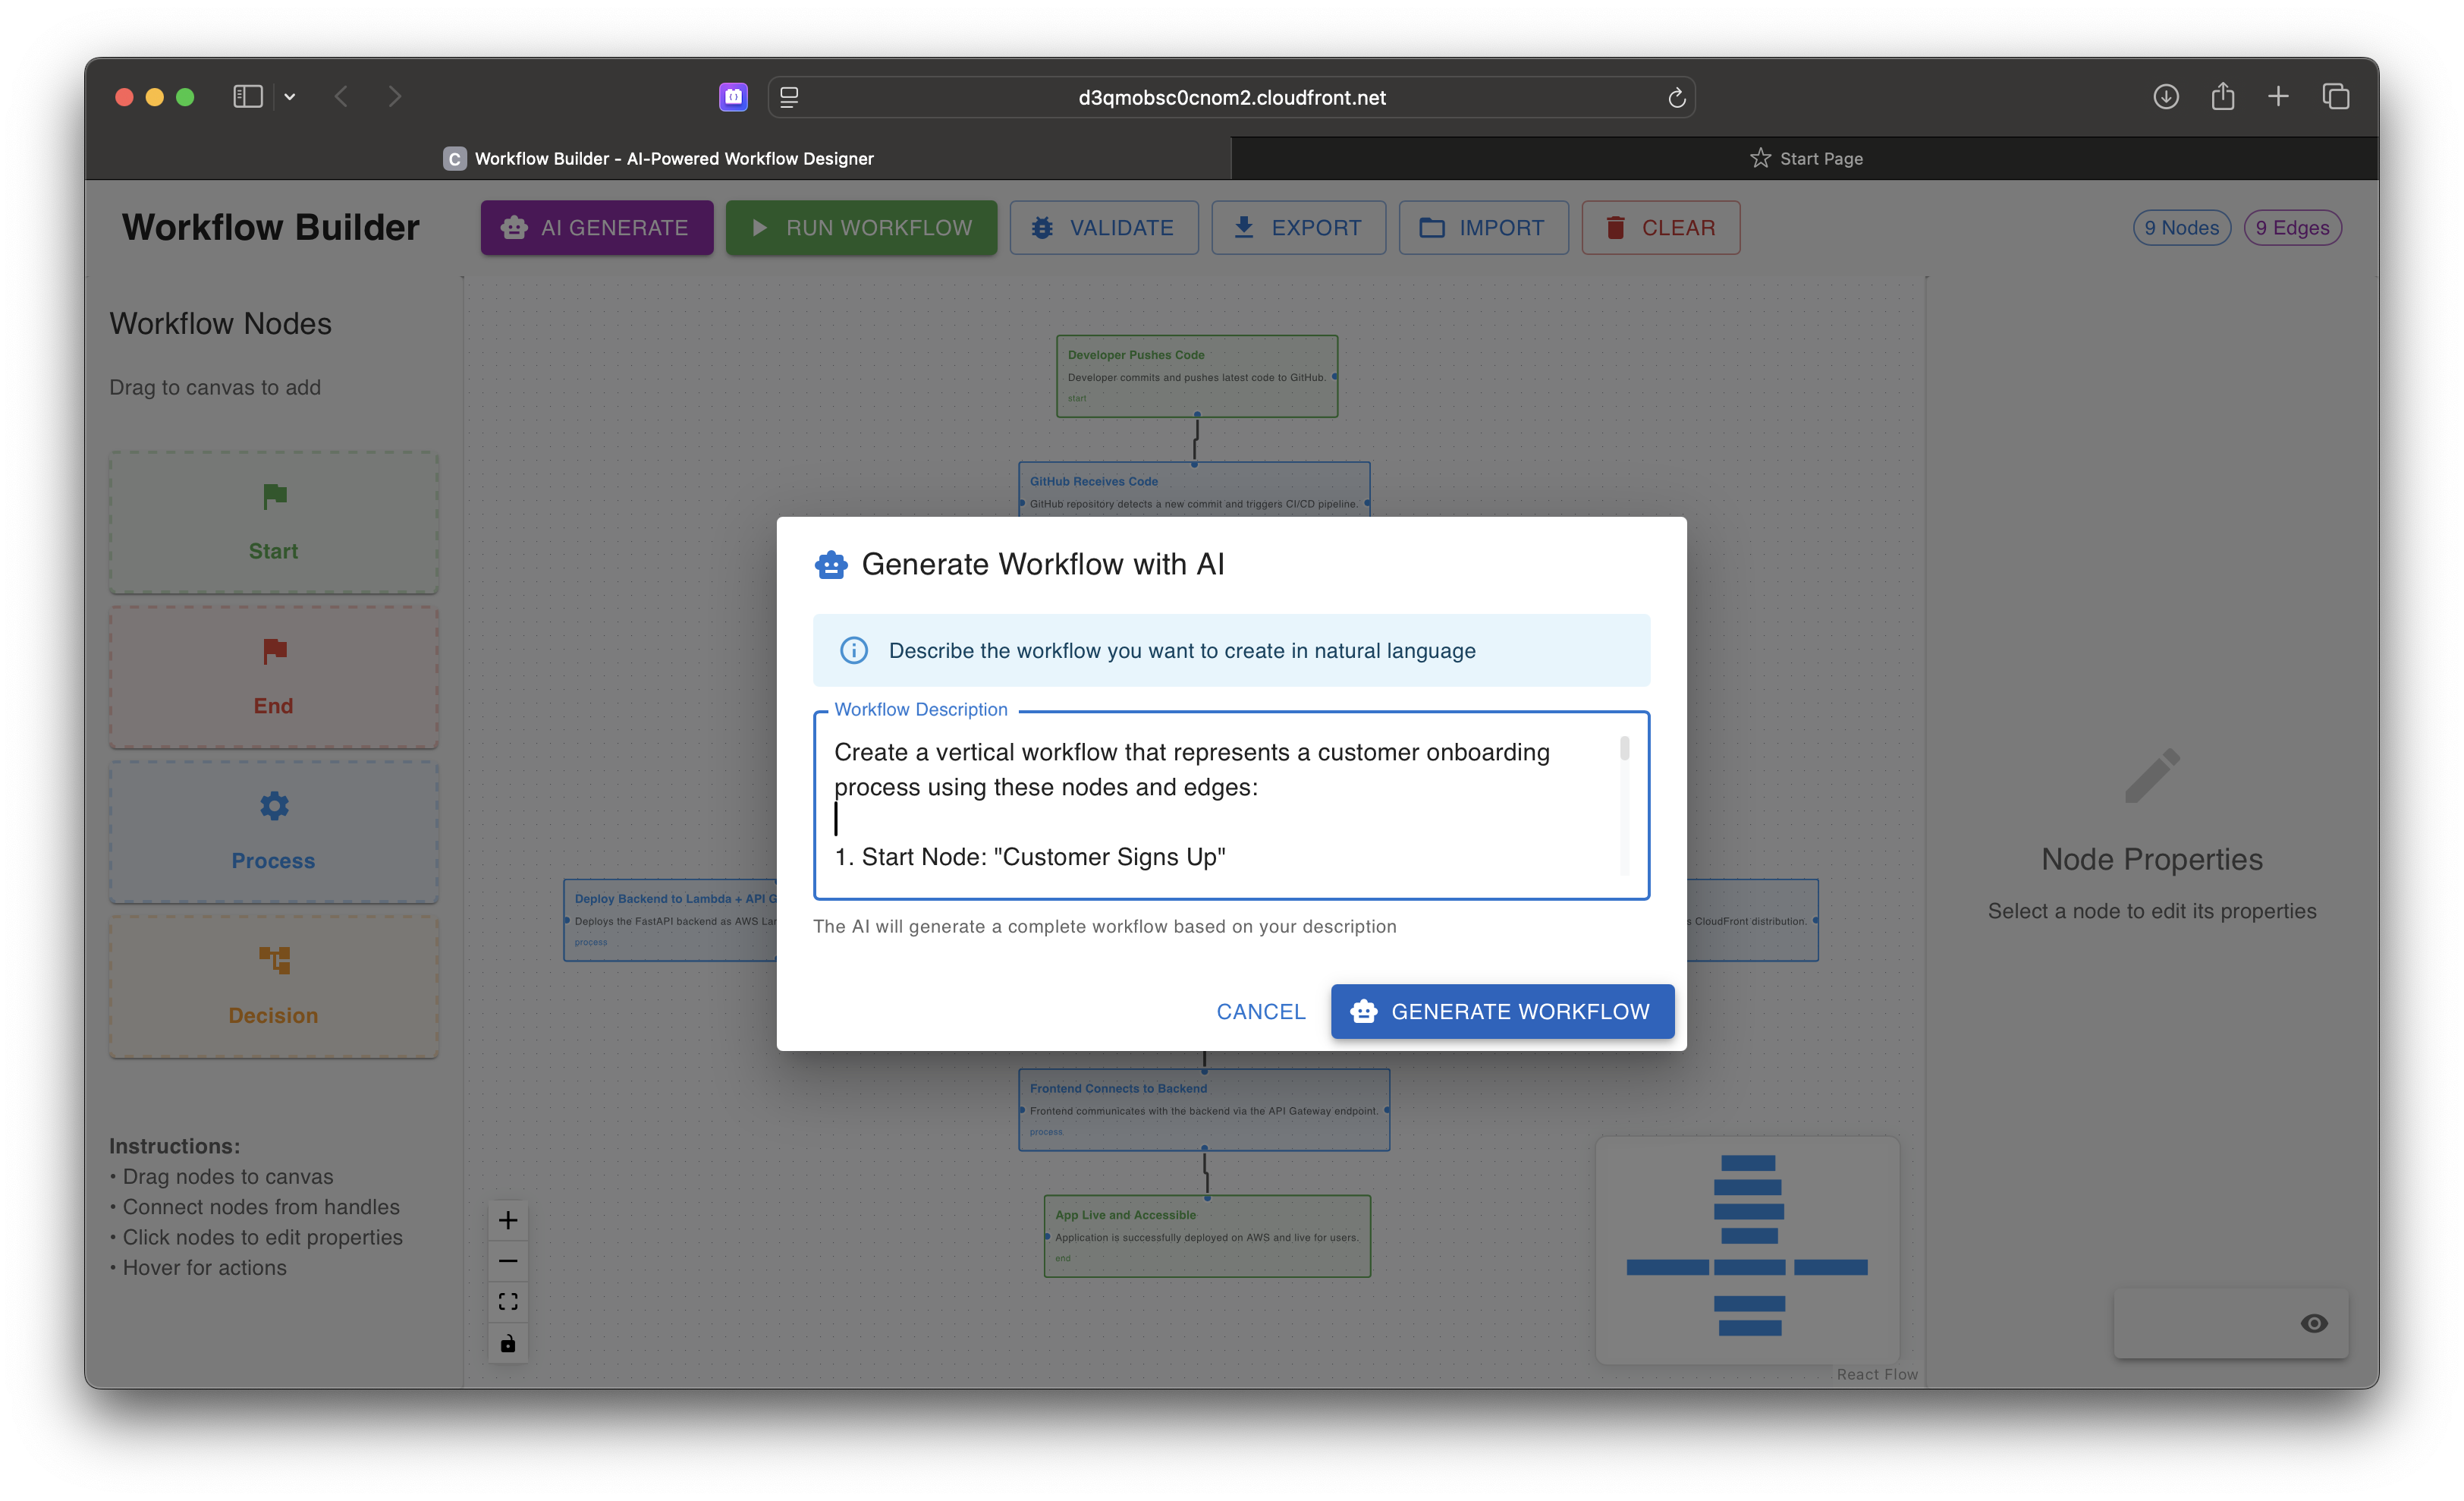 d3qmobsc0cnom2.cloudfront.net
C Workflow Builder - AI-Powered Workflow Designer
Start Page
Workflow Builder
AI GENERATE
RUN WORKFLOW
VALIDATE
EXPORT
IMPORT
CLEAR
9 Nodes
9 Edges
Workflow Nodes
Drag to canvas to add
Start
End
Process
Decision
Instructions:
• Drag nodes to canvas
• Connect nodes from handles
• Click nodes to edit properties
• Hover for actions
Developer Pushes Code
Developer commits and pushes latest code to GitHub.
start
GitHub Receives Code
GitHub repository detects a new commit and triggers CI/CD pipeline.
Generate Workflow with AI
Describe the workflow you want to create in natural language
Workflow Description
Create a vertical workflow that represents a customer onboarding
process using these nodes and edges:
1. Start Node: "Customer Signs Up"
The AI will generate a complete workflow based on your description
CANCEL
GENERATE WORKFLOW
Deploy Backend to Lambda + API G
Deploys the FastAPI backend as AWS Lar
process
s CloudFront distribution.
Frontend Connects to Backend
Frontend communicates with the backend via the API Gateway endpoint.
process
App Live and Accessible
Application is successfully deployed on AWS and live for users.
end
React Flow
Node Properties
Select a node to edit its properties